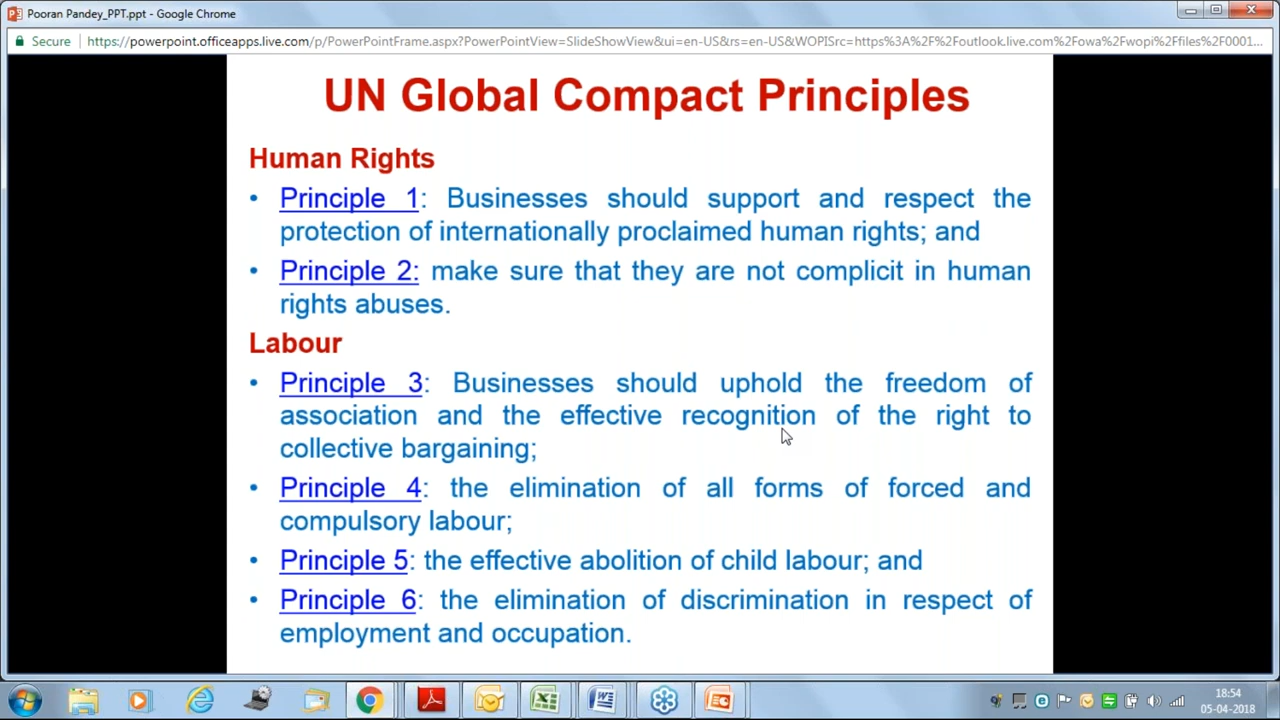 Pooran Pandey_PPT.ppt - Google Chrome
Secure
https://powerpoint.officeapps.live.com/p/PowerPointFrame.aspx?PowerPointView=SlideShowView&ui=en-US&rs=en-US&WOPISrc=https%3A%2F%2Foutlook.live.com%2Fowa%2Fwopi%2Ffiles%2F0001...
UN Global Compact Principles
Human Rights
• Principle 1: Businesses should support and respect the
protection of internationally proclaimed human rights; and
• Principle 2: make sure that they are not complicit in human
rights abuses.
Labour
• Principle 3: Businesses should uphold the freedom of
association and the effective recognition of the right to
collective bargaining;
• Principle 4: the elimination of all forms of forced and
compulsory labour;
• Principle 5: the effective abolition of child labour; and
• Principle 6: the elimination of discrimination in respect of
employment and occupation.
18:54
05-04-2018